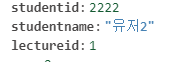 studentid: 2222
studentname: "유저2"
lectureid: 1